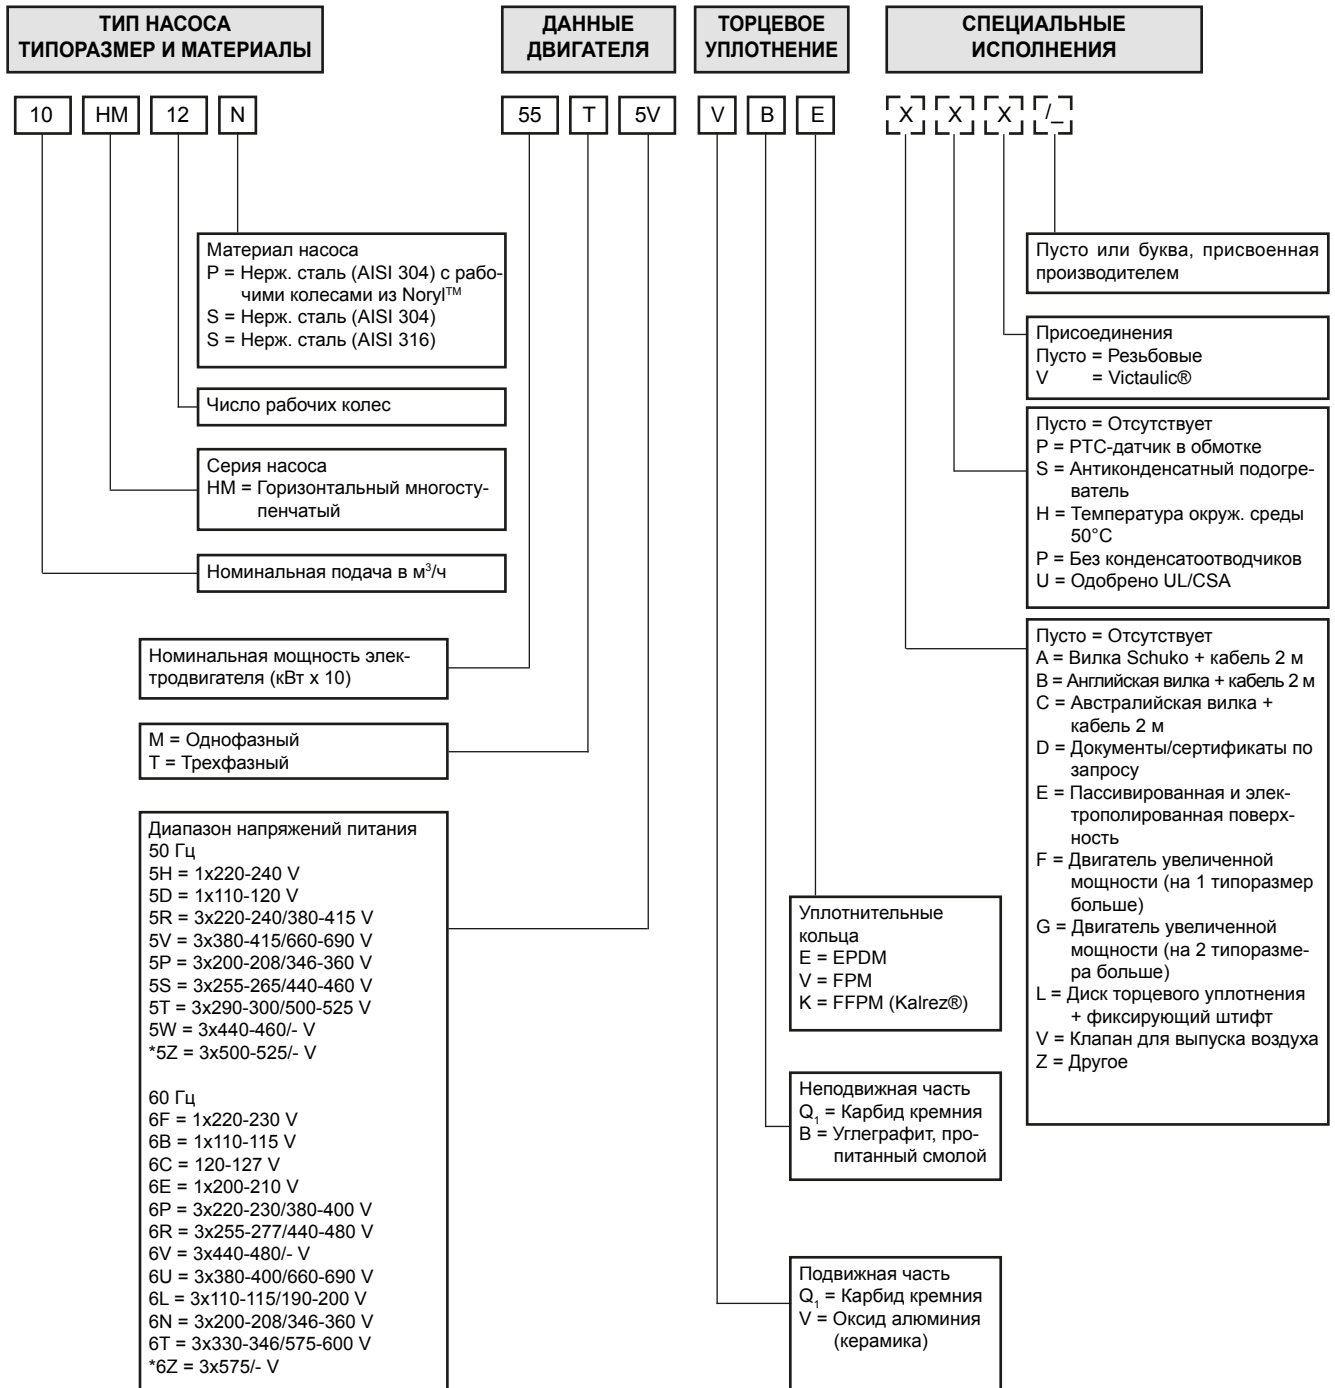 ТИП НАСОСА
ТИПОРАЗМЕР И МАТЕРИАЛЫ
ДАННЫЕ
ДВИГАТЕЛЯ
ТОРЦЕВОЕ
УПЛОТНЕНИЕ
СПЕЦИАЛЬНЫЕ
ИСПОЛНЕНИЯ
10 HM 12 N 55 T 5V V B E X X X /_
Материал насоса
P = Нерж. сталь (AISI 304) с рабо-
чими колесами из Noryl™
S = Нерж. сталь (AISI 304)
S = Нерж. сталь (AISI 316)
Число рабочих колес
Серия насоса
HM = Горизонтальный многосту-
пенчатый
Номинальная подача в м³/ч
Номинальная мощность элек-
тродвигателя (кВт x 10)
M = Однофазный
T = Трехфазный
Диапазон напряжений питания
50 Гц
5H = 1x220-240 V
5D = 1x110-120 V
5R = 3x220-240/380-415 V
5V = 3x380-415/660-690 V
5P = 3x200-208/346-360 V
5S = 3x255-265/440-460 V
5T = 3x290-300/500-525 V
5W = 3x440-460/- V
*5Z = 3x500-525/- V
60 Гц
6F = 1x220-230 V
6B = 1x110-115 V
6C = 120-127 V
6E = 1x200-210 V
6P = 3x220-230/380-400 V
6R = 3x255-277/440-480 V
6V = 3x440-480/- V
6U = 3x380-400/660-690 V
6L = 3x110-115/190-200 V
6N = 3x200-208/346-360 V
6T = 3x330-346/575-600 V
*6Z = 3x575/- V
Уплотнительные
кольца
E = EPDM
V = FPM
K = FFPM (Kalrez®)
Неподвижная часть
Q₁ = Карбид кремния
B = Углеграфит, про-
питанный смолой
Подвижная часть
Q₁ = Карбид кремния
V = Оксид алюминия
(керамика)
Пусто или буква, присвоенная
производителем
Присоединения
Пусто = Резьбовые
V = Victaulic®
Пусто = Отсутствует
P = PTC-датчик в обмотке
S = Антиконденсатный подогре-
ватель
H = Температура окруж. среды
50°C
P = Без конденсатоотводчиков
U = Одобрено UL/CSA
Пусто = Отсутствует
A = Вилка Schuko + кабель 2 м
B = Английская вилка + кабель 2 м
C = Австралийская вилка +
кабель 2 м
D = Документы/сертификаты по
запросу
E = Пассивированная и элек-
трополированная поверх-
ность
F = Двигатель увеличенной
мощности (на 1 типоразмер
больше)
G = Двигатель увеличенной
мощности (на 2 типоразме-
ра больше)
L = Диск торцевого уплотнения
+ фиксирующий штифт
V = Клапан для выпуска воздуха
Z = Другое